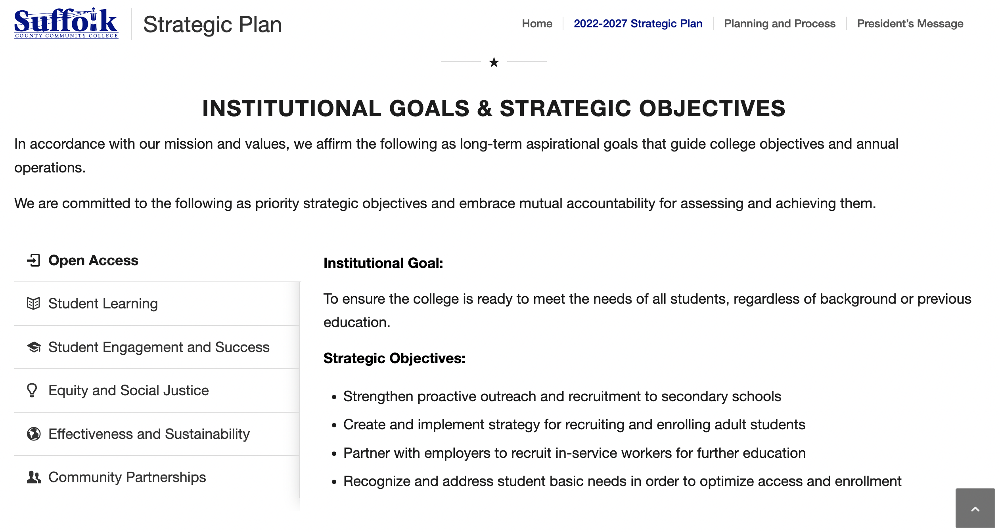 Suffolk
COUNTY COMMUNITY COLLEGE
Strategic Plan
Home
2022-2027 Strategic Plan
Planning and Process
President’s Message
INSTITUTIONAL GOALS & STRATEGIC OBJECTIVES
In accordance with our mission and values, we affirm the following as long-term aspirational goals that guide college objectives and annual
operations.
We are committed to the following as priority strategic objectives and embrace mutual accountability for assessing and achieving them.
Open Access
Student Learning
Student Engagement and Success
Equity and Social Justice
Effectiveness and Sustainability
Community Partnerships
Institutional Goal:
To ensure the college is ready to meet the needs of all students, regardless of background or previous
education.
Strategic Objectives:
• Strengthen proactive outreach and recruitment to secondary schools
• Create and implement strategy for recruiting and enrolling adult students
• Partner with employers to recruit in-service workers for further education
• Recognize and address student basic needs in order to optimize access and enrollment